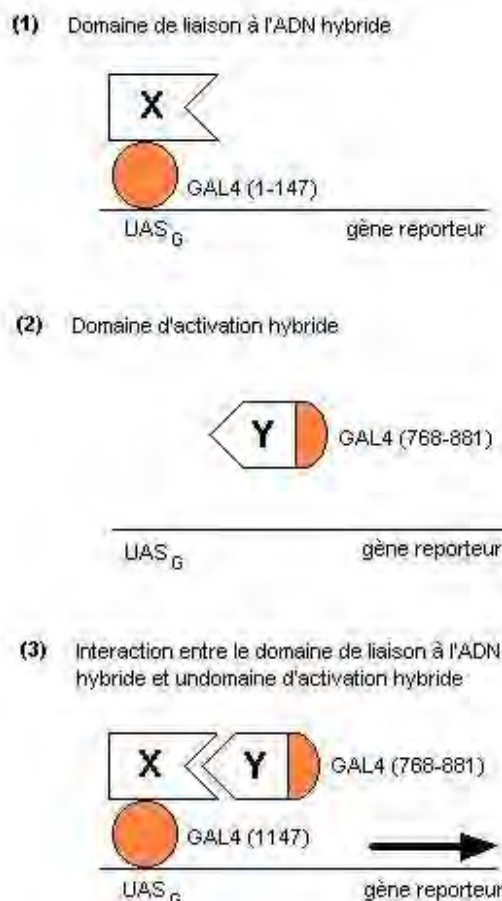 (1) Domaine de liaison à l'ADN hybride
X
GAL4 (1-147)
UAS G gène reporteur
(2) Domaine d'activation hybride
Y GAL4 (768-881)
UAS G gène reporteur
(3) Interaction entre le domaine de liaison à l'ADN
hybride et undomaine d'activation hybride
X Y GAL4 (768-881)
GAL4 (1147)
UAS G gène reporteur